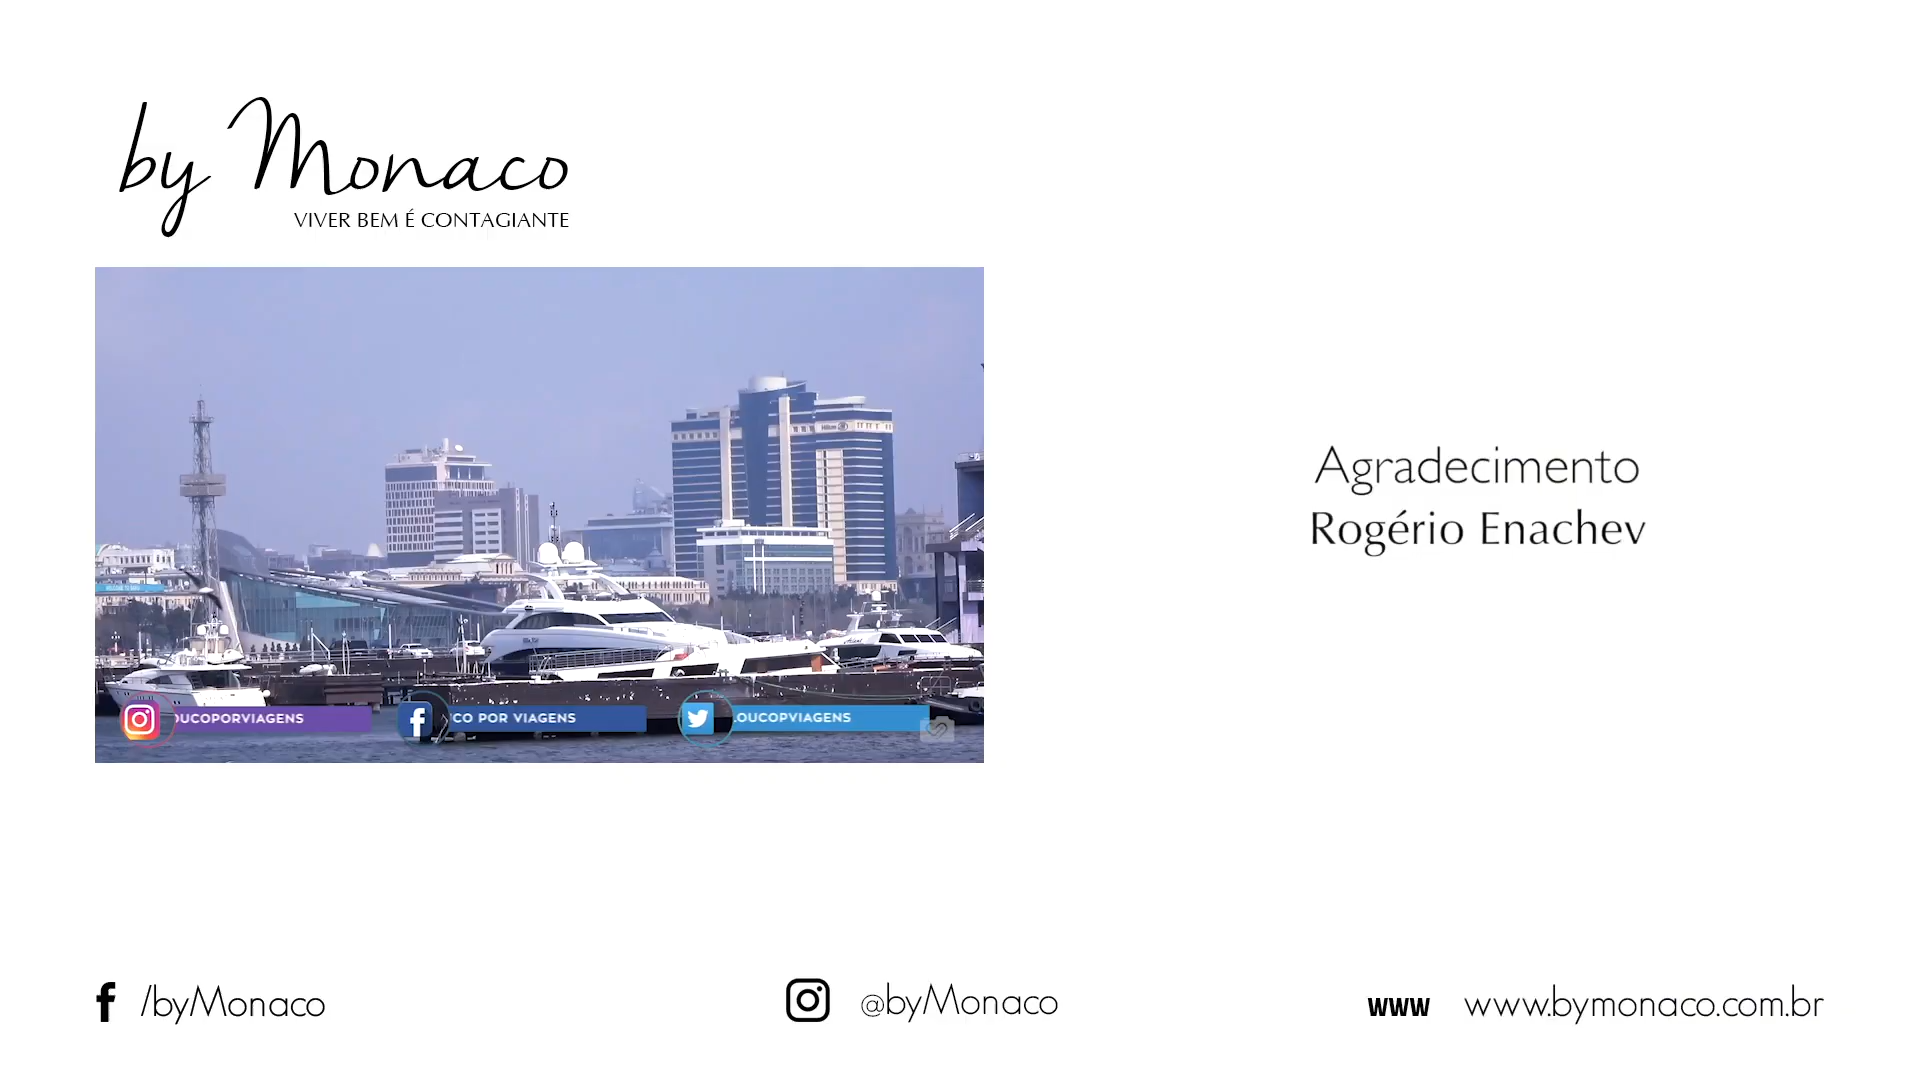 by Monaco
VIVER BEM É CONTAGIANTE
Hilton
OUCOPORVIAGENS
CO POR VIAGENS
OUCOPVIAGENS
Agradecimento
Rogério Enachev
/byMonaco
@byMonaco
www www.bymonaco.com.br